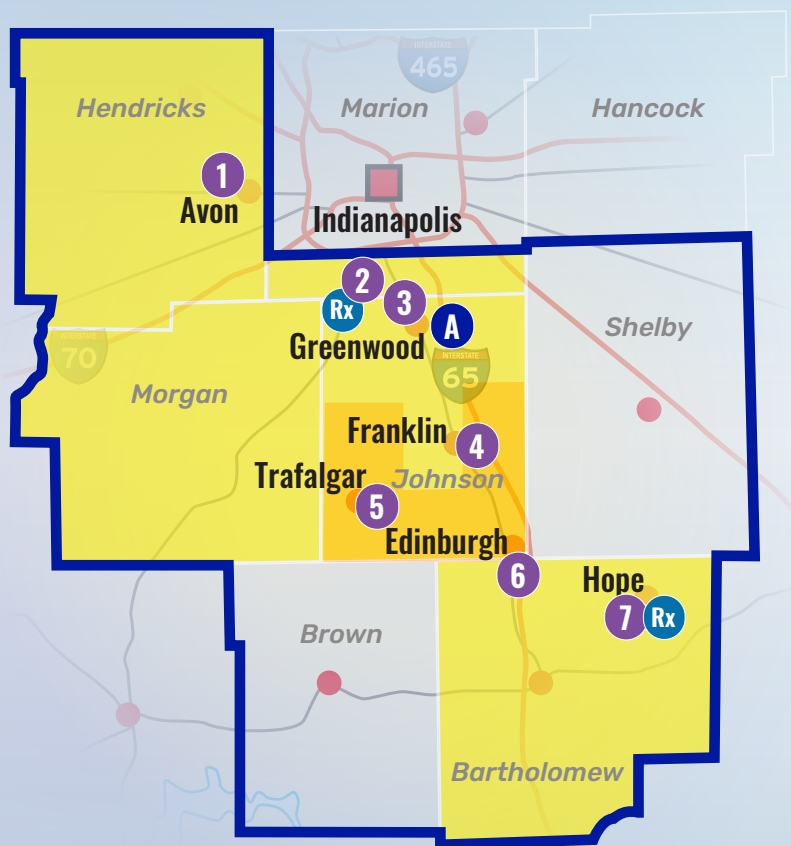 INTERSTATE
465
Hendricks
Marion
Hancock
1
Avon
Indianapolis
2
3
Rx
A
Greenwood
Shelby
INTERSTATE
70
INTERSTATE
65
Morgan
Franklin
4
Trafalgar
Johnson
5
Edinburgh
6
Hope
7
Rx
Brown
Bartholomew